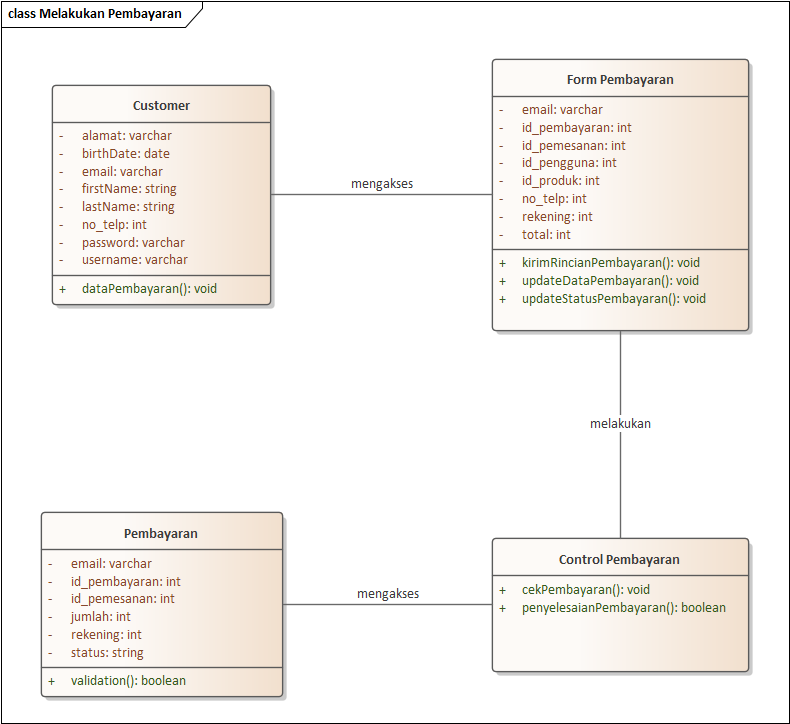 class Melakukan Pembayaran
Customer
- alamat: varchar
- birthDate: date
- email: varchar
- firstName: string
- lastName: string
- no_telp: int
- password: varchar
- username: varchar
+ dataPembayaran(): void
mengakses
Form Pembayaran
- email: varchar
- id_pembayaran: int
- id_pemesanan: int
- id_pengguna: int
- id_produk: int
- no_telp: int
- rekening: int
- total: int
+ kirimRincianPembayaran(): void
+ updateDataPembayaran(): void
+ updateStatusPembayaran(): void
melakukan
Pembayaran
- email: varchar
- id_pembayaran: int
- id_pemesanan: int
- jumlah: int
- rekening: int
- status: string
+ validation(): boolean
mengakses
Control Pembayaran
+ cekPembayaran(): void
+ penyelesaianPembayaran(): boolean